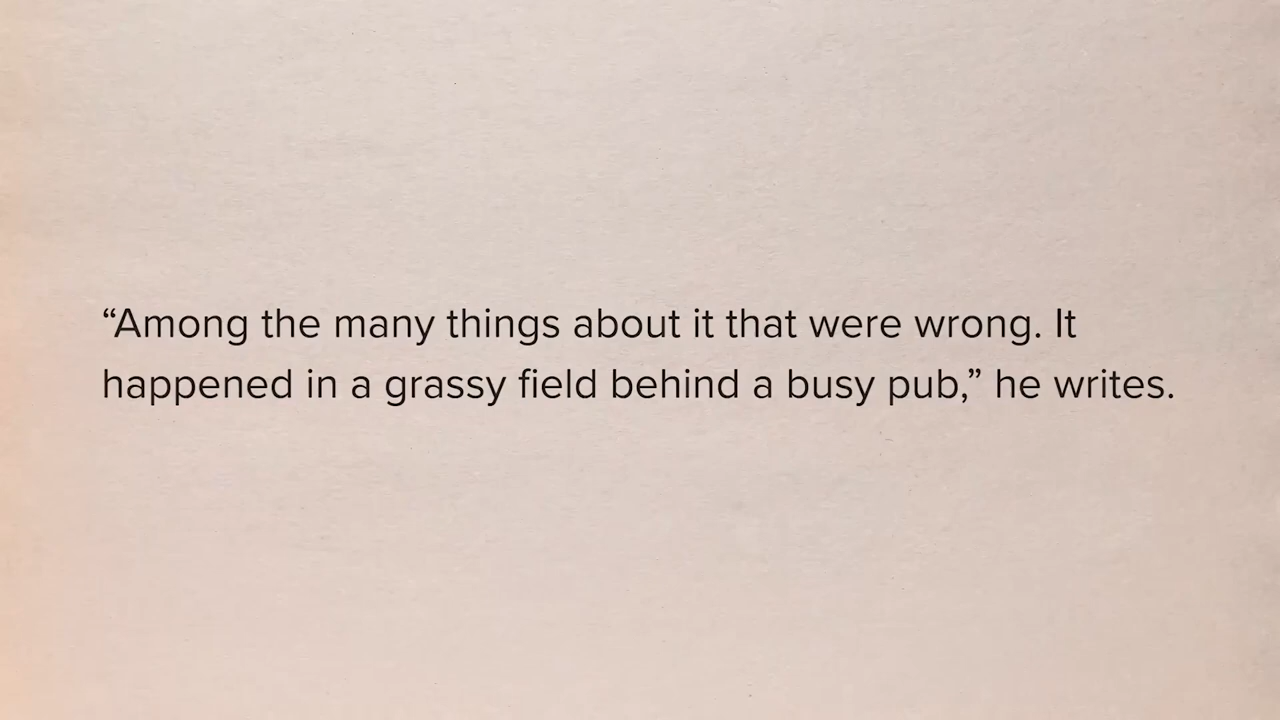 “Among the many things about it that were wrong. It
happened in a grassy field behind a busy pub,” he writes.